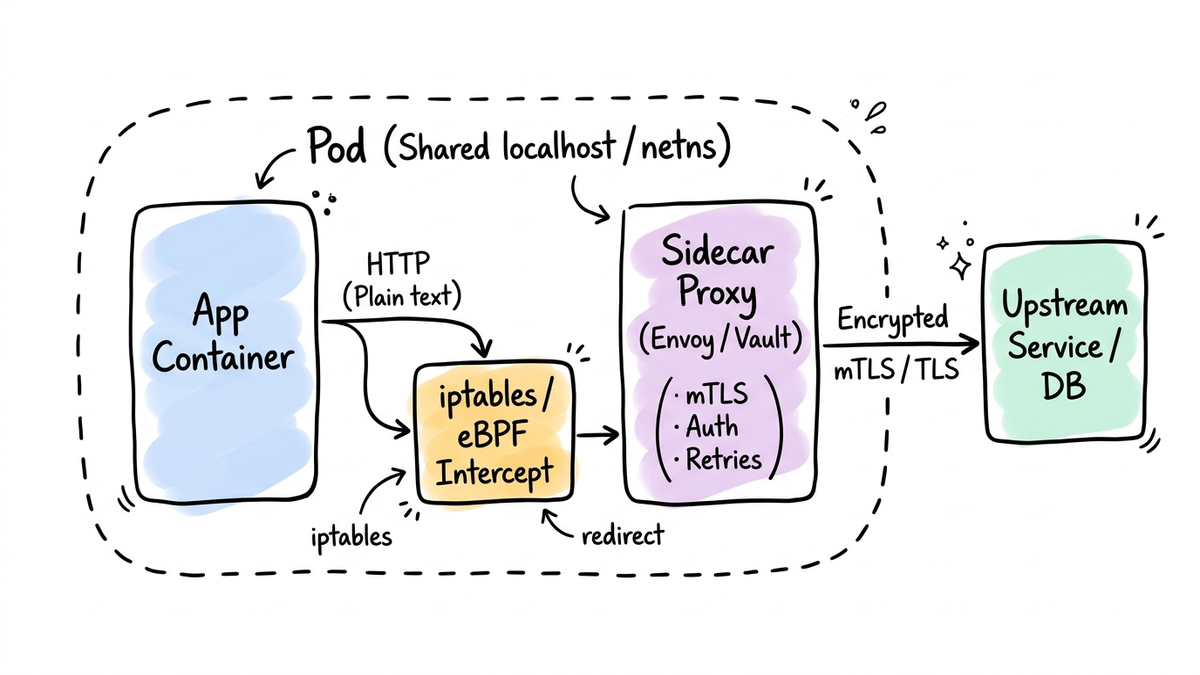 Pod (Shared localhost/netns)
App
Container
HTTP
(Plain text)
iptables/
eBPF
Intercept
iptables
redirect
Sidecar
Proxy
(Envoy/Vault)
· mTLS
· Auth
· Retries
Encrypted
mTLS/TLS
Upstream
Service/
DB